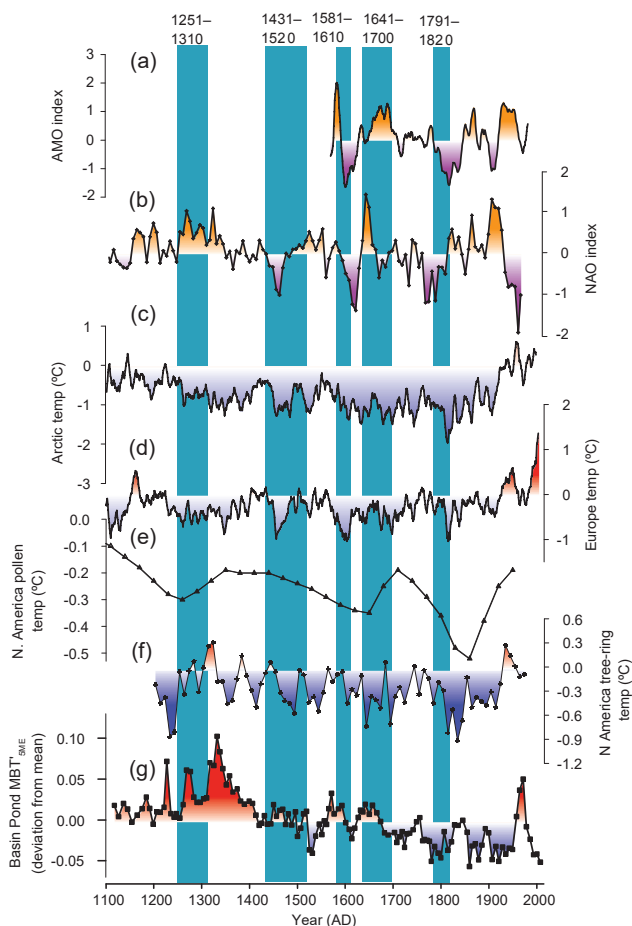 1251–
1310
1431–
1520
1581–
1610
1641–
1700
1791–
1820
(a)
AMO index
3
2
1
0
-1
-2
(b)
NAO index
2
1
0
-1
-2
(c)
Arctic temp (ºC)
1
0
-1
-2
-3
(d)
Europe temp (ºC)
2
1
0
-1
(e)
N. America pollen
temp (ºC)
0.0
-0.1
-0.2
-0.3
-0.4
-0.5
(f)
N America tree-ring
temp (ºC)
0.6
0.3
0.0
-0.3
-0.6
-0.9
-1.2
(g)
Basin Pond MBT'5ME
(deviation from mean)
0.10
0.05
0.00
-0.05
1100 1200 1300 1400 1500 1600 1700 1800 1900 2000
Year (AD)